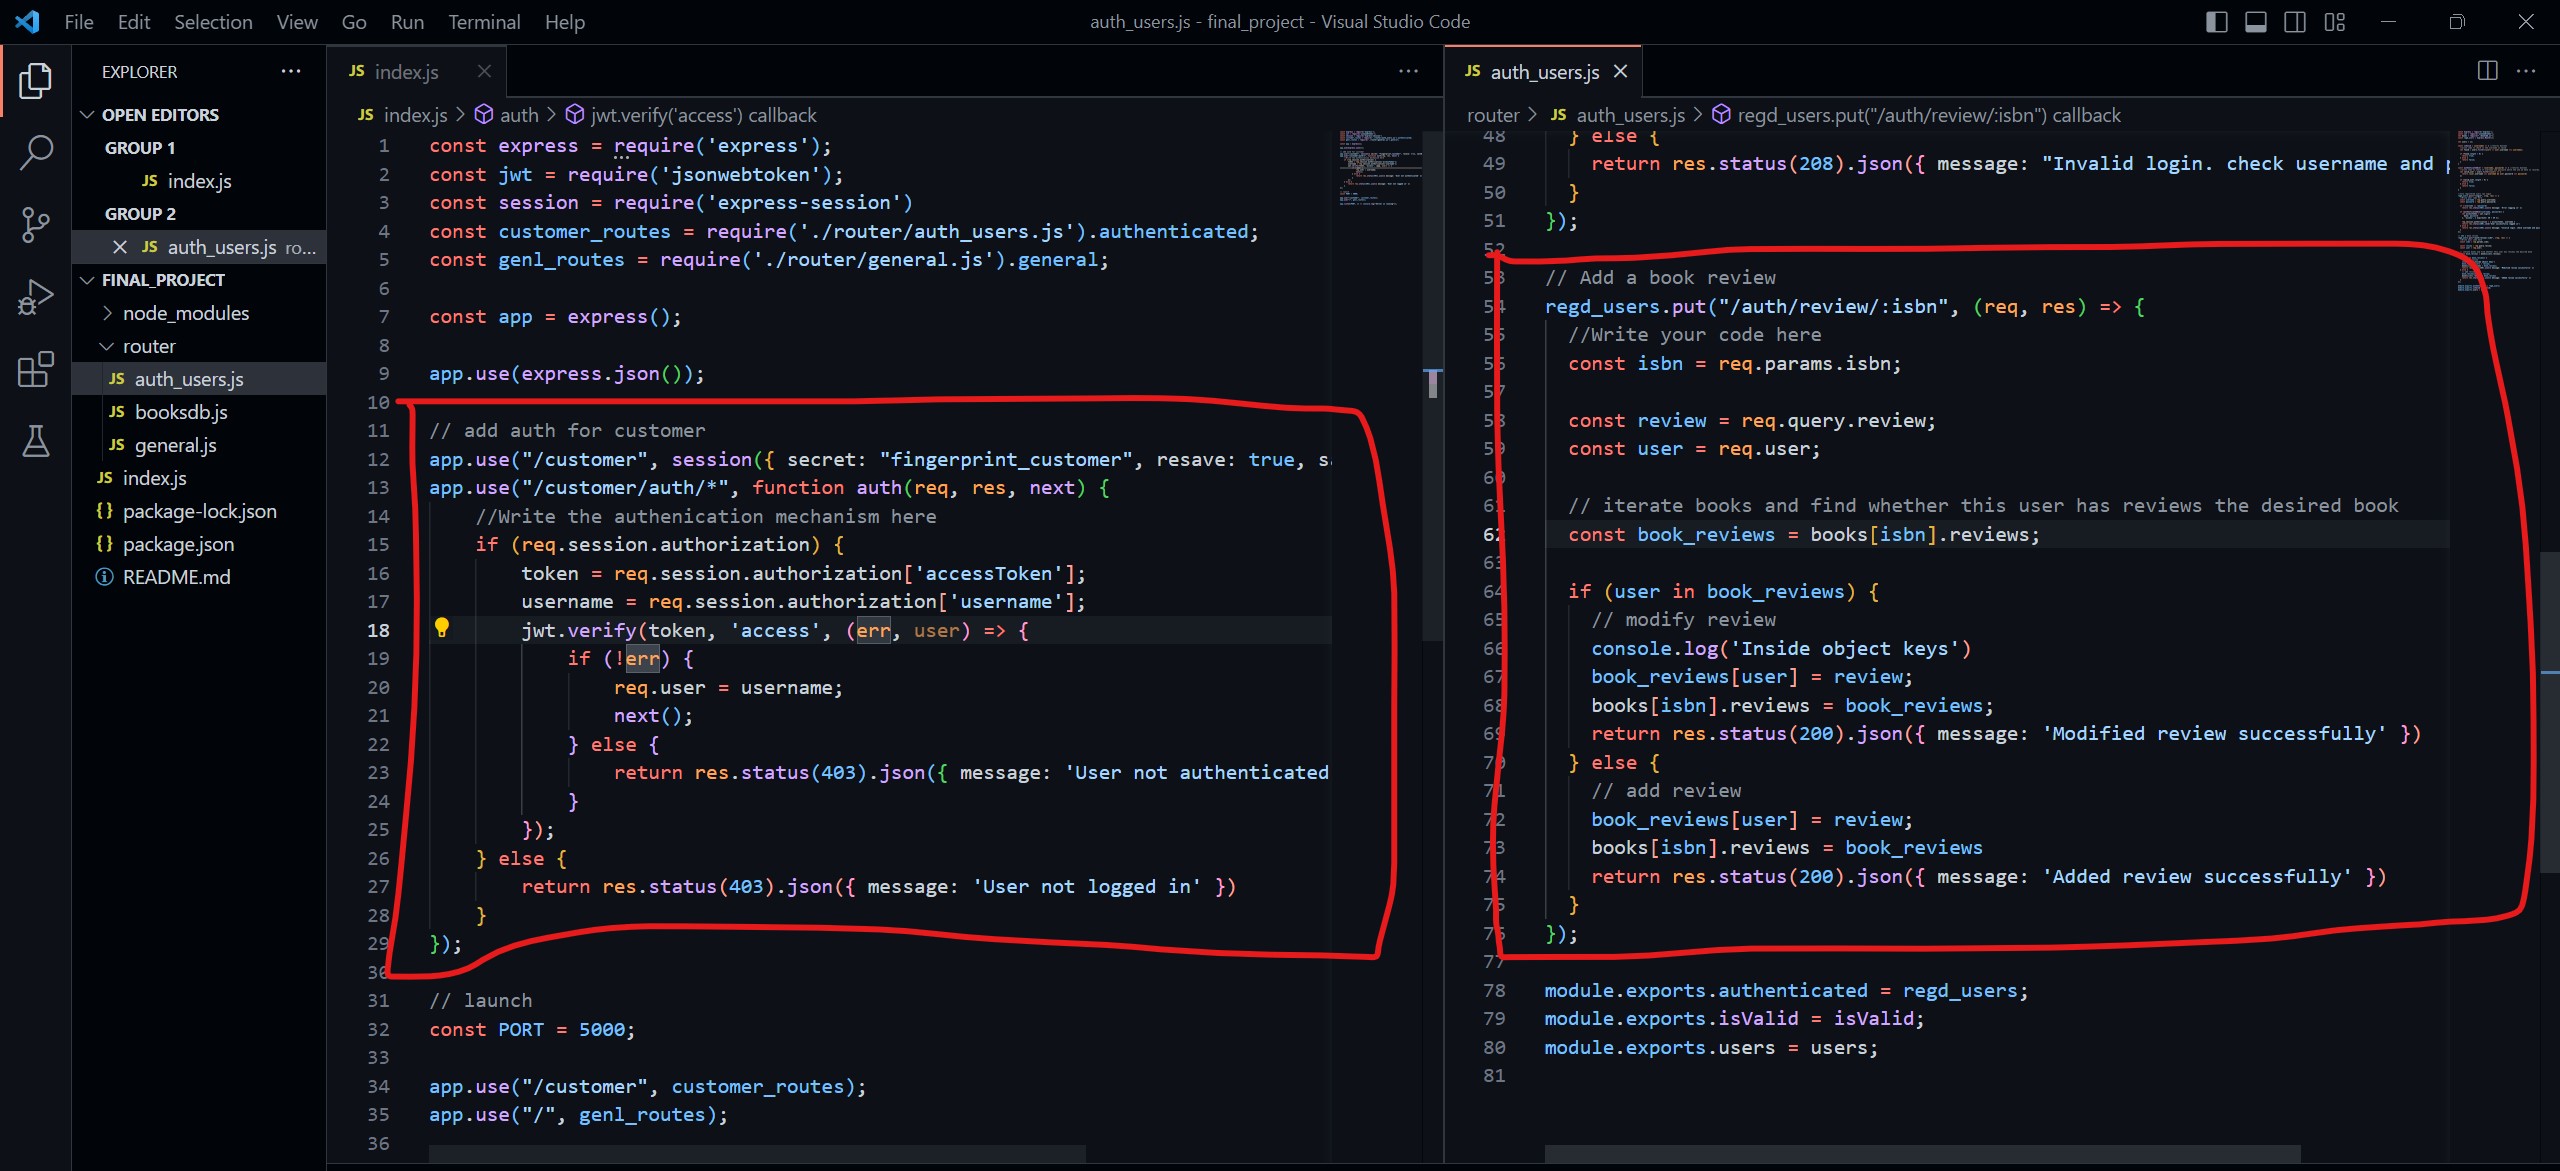 File Edit Selection View Go Run Terminal Help
auth_users.js - final_project - Visual Studio Code
EXPLORER
OPEN EDITORS
GROUP 1
JS index.js
GROUP 2
JS auth_users.js ro...
FINAL_PROJECT
node_modules
router
JS auth_users.js
JS booksdb.js
JS general.js
JS index.js
{} package-lock.json
{} package.json
README.md
JS index.js
JS index.js > auth > jwt.verify('access') callback
1 const express = require('express');
2 const jwt = require('jsonwebtoken');
3 const session = require('express-session')
4 const customer_routes = require('./router/auth_users.js').authenticated;
5 const genl_routes = require('./router/general.js').general;
6
7 const app = express();
8
9 app.use(express.json());
10
11 // add auth for customer
12 app.use("/customer", session({ secret: "fingerprint_customer", resave: true, s
13 app.use("/customer/auth/*", function auth(req, res, next) {
14 //Write the authenication mechanism here
15 if (req.session.authorization) {
16 token = req.session.authorization['accessToken'];
17 username = req.session.authorization['username'];
18 jwt.verify(token, 'access', (err, user) => {
19 if (!err) {
20 req.user = username;
21 next();
22 } else {
23 return res.status(403).json({ message: 'User not authenticated
24 }
25 });
26 } else {
27 return res.status(403).json({ message: 'User not logged in' })
28 }
29 });
30
31 // launch
32 const PORT = 5000;
33
34 app.use("/customer", customer_routes);
35 app.use("/", genl_routes);
36
JS auth_users.js
router > JS auth_users.js > regd_users.put("/auth/review/:isbn") callback
48 } else {
49 return res.status(208).json({ message: "Invalid login. check username and p
50 }
51 });
52
53 // Add a book review
54 regd_users.put("/auth/review/:isbn", (req, res) => {
55 //Write your code here
56 const isbn = req.params.isbn;
57
58 const review = req.query.review;
59 const user = req.user;
60
61 // iterate books and find whether this user has reviews the desired book
62 const book_reviews = books[isbn].reviews;
63
64 if (user in book_reviews) {
65 // modify review
66 console.log('Inside object keys')
67 book_reviews[user] = review;
68 books[isbn].reviews = book_reviews;
69 return res.status(200).json({ message: 'Modified review successfully' })
70 } else {
71 // add review
72 book_reviews[user] = review;
73 books[isbn].reviews = book_reviews
74 return res.status(200).json({ message: 'Added review successfully' })
75 }
76 });
77
78 module.exports.authenticated = regd_users;
79 module.exports.isValid = isValid;
80 module.exports.users = users;
81